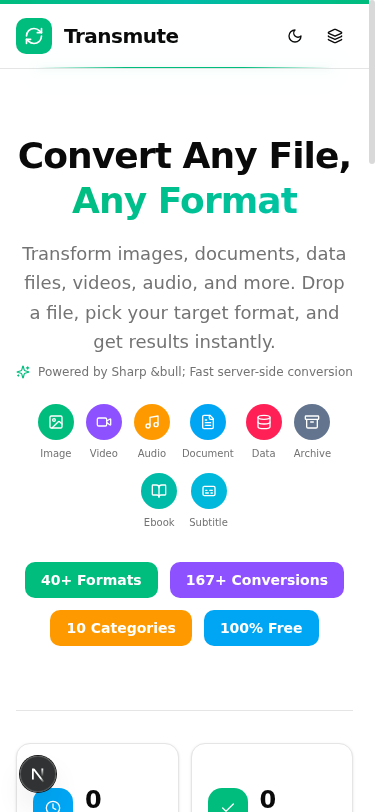 Transmute
Convert Any File,
Any Format
Transform images, documents, data
files, videos, audio, and more. Drop
a file, pick your target format, and
get results instantly.
Powered by Sharp &bull; Fast server-side conversion
Image Video Audio Document Data Archive
Ebook Subtitle
40+ Formats 167+ Conversions
10 Categories 100% Free
0 0
N